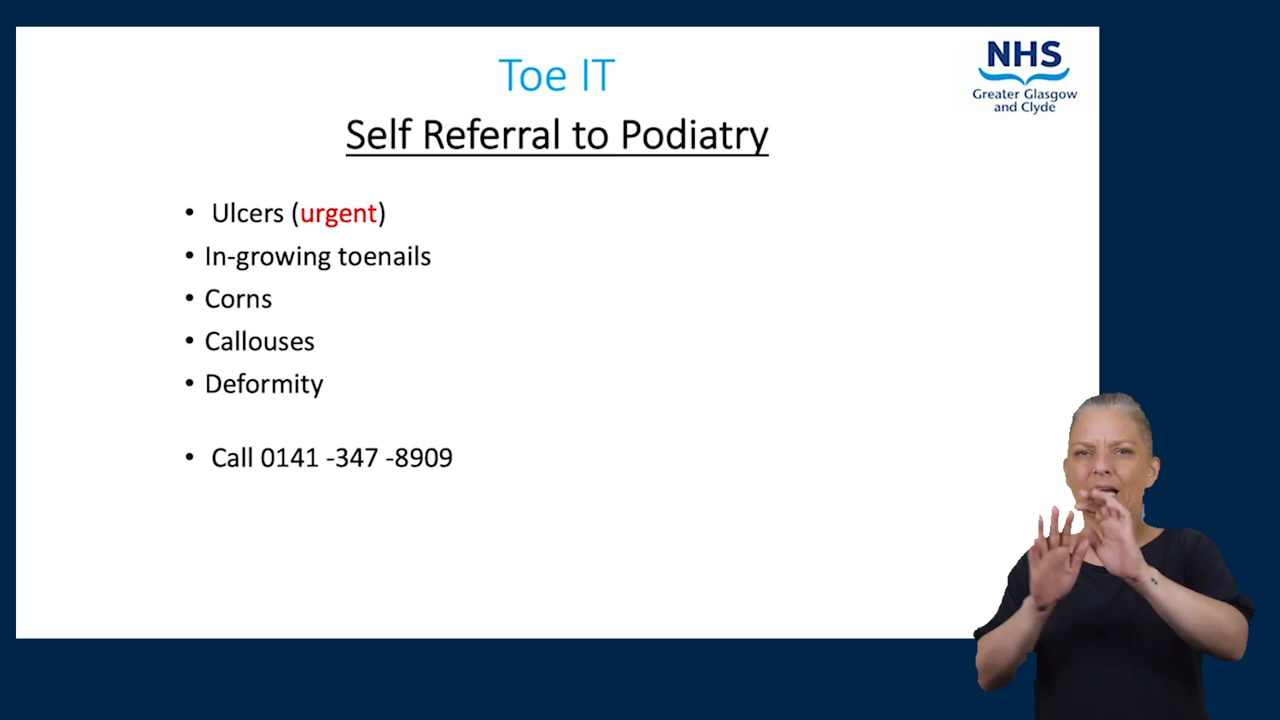 Toe IT
Self Referral to Podiatry
NHS
Greater Glasgow
and Clyde
• Ulcers (urgent)
• In-growing toenails
• Corns
• Callouses
• Deformity
• Call 0141 -347 -8909